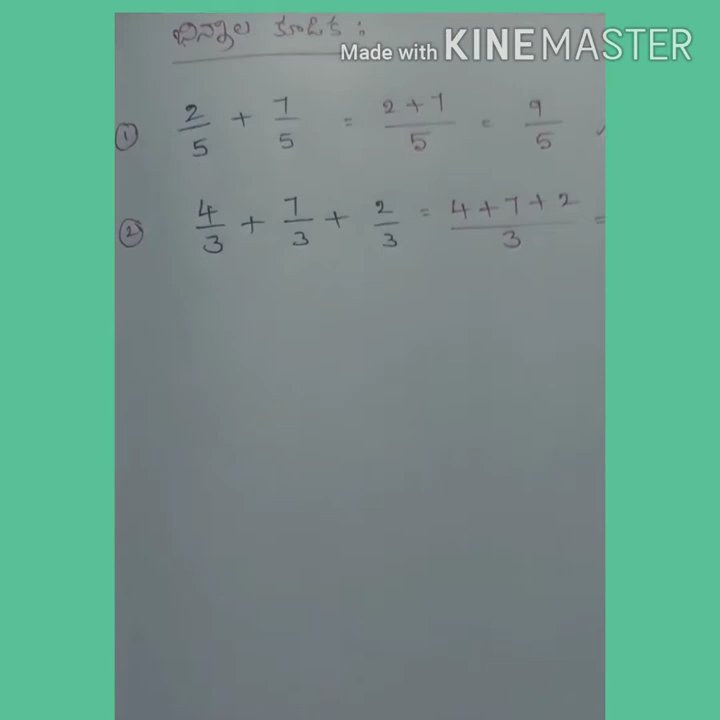 భిన్నాల కూడిక :
Made with KINEMASTER
① 2/5 + 7/5 = 2+7/5 = 9/5
② 4/3 + 7/3 + 2/3 = 4+7+2/3 =